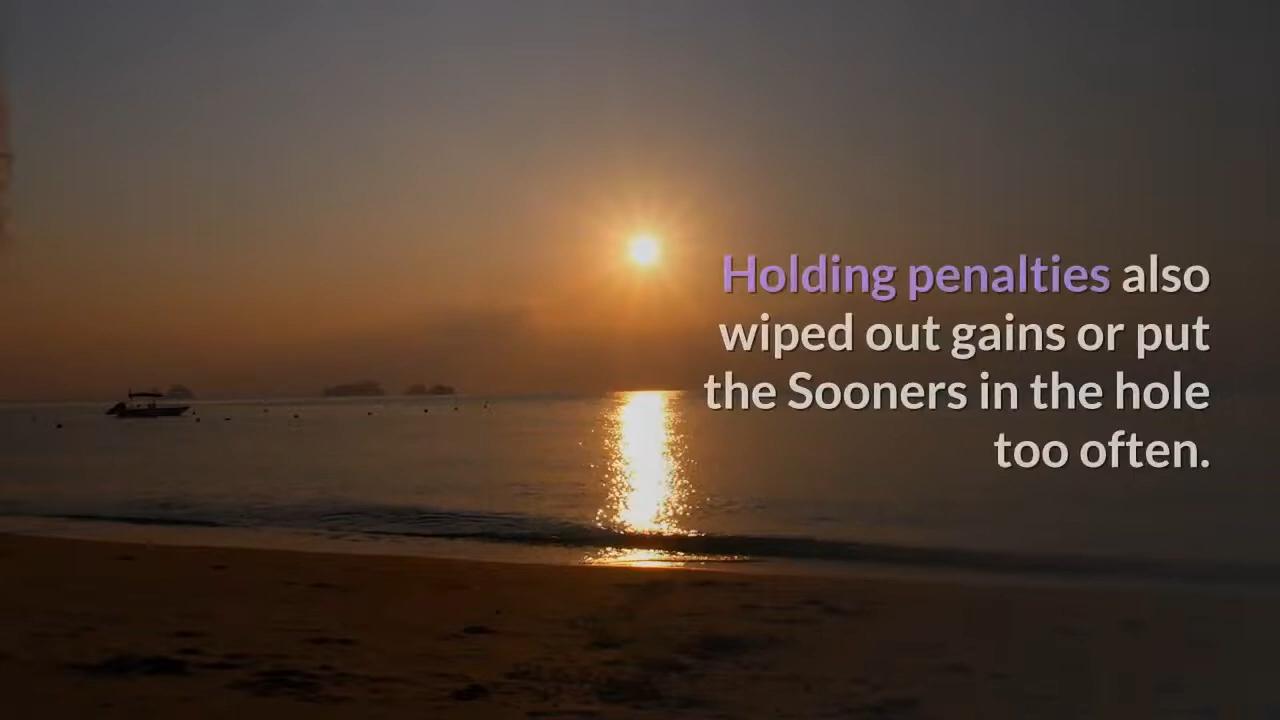 Holding penalties also
wiped out gains or put
the Sooners in the hole
too often.